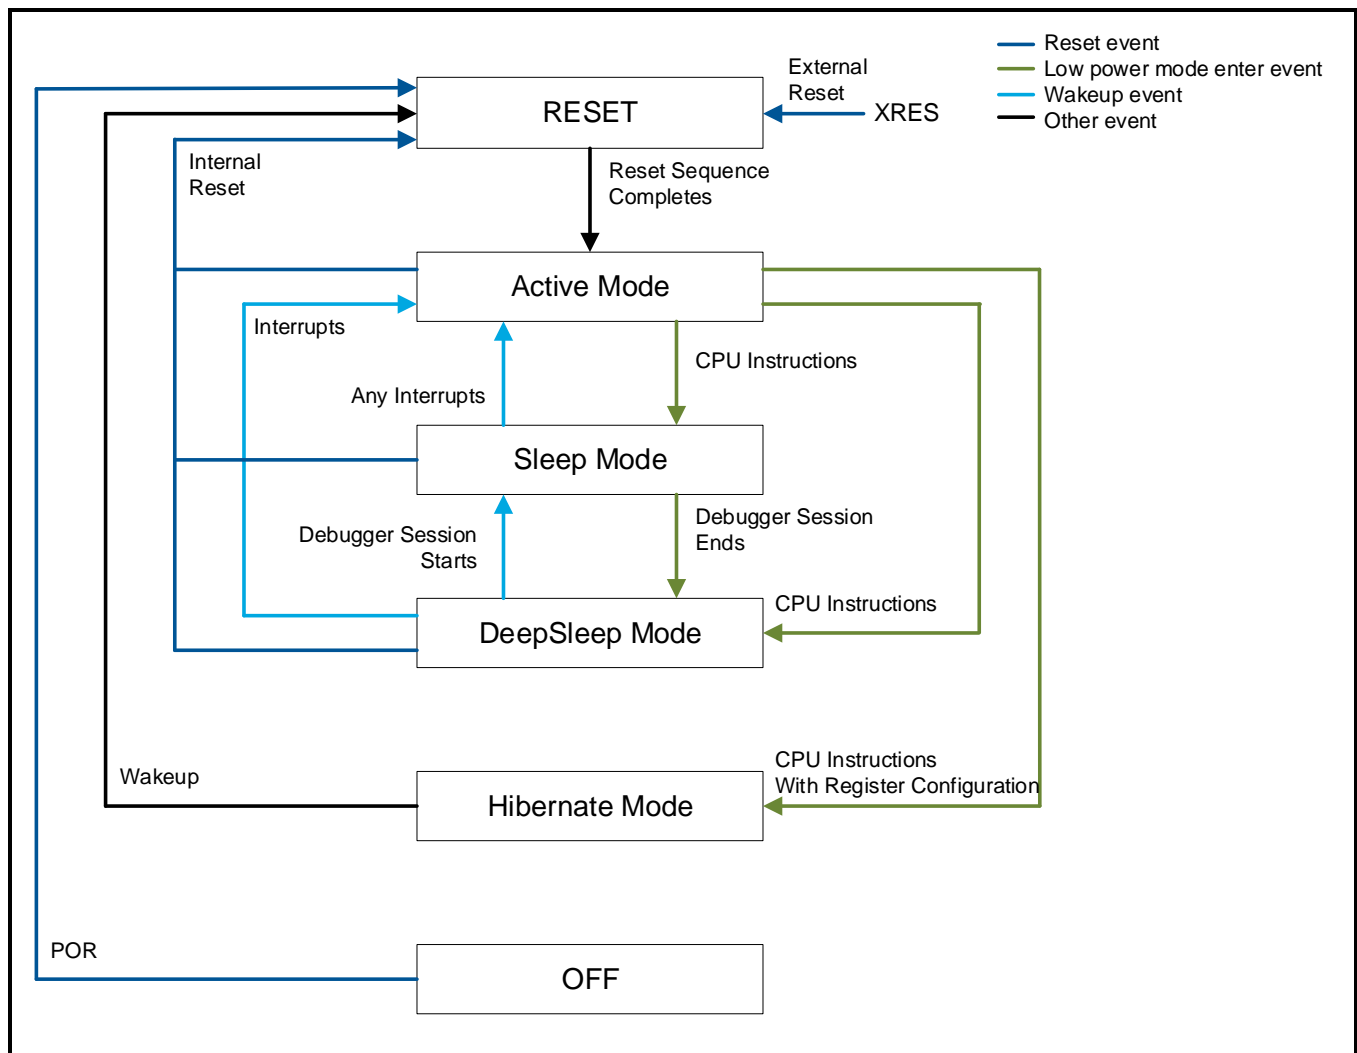 Reset event
Low power mode enter event
Wakeup event
Other event
External
Reset
XRES
RESET
Internal
Reset
Reset Sequence
Completes
Active Mode
Interrupts
CPU Instructions
Any Interrupts
Sleep Mode
Debugger Session
Starts
Debugger Session
Ends
CPU Instructions
DeepSleep Mode
Wakeup
CPU Instructions
With Register Configuration
Hibernate Mode
POR
OFF